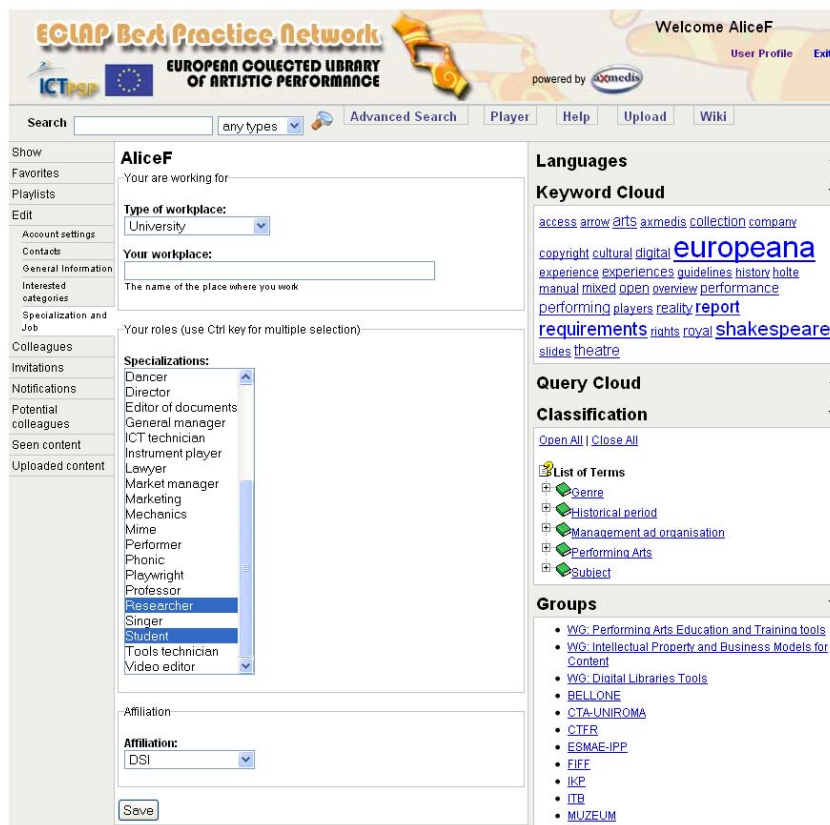 ECLAP Best Practice Network
EUROPEAN COLLECTED LIBRARY
OF ARTISTIC PERFORMANCE
ICTPSP
Welcome AliceF
User Profile Exit
powered by axmedis
Search any types Advanced Search Player Help Upload Wiki
Show
Favorites
Playlists
Edit
Account settings
Contacts
General Information
Interested
categories
Specialization and
Job
Colleagues
Invitations
Notifications
Potential
colleagues
Seen content
Uploaded content
AliceF
Your are working for
Type of workplace:
University
Your workplace:
The name of the place where you work
Your roles (use Ctrl key for multiple selection)
Specializations:
Dancer
Director
Editor of documents
General manager
ICT technician
Instrument player
Lawyer
Market manager
Marketing
Mechanics
Mime
Performer
Phonic
Playwright
Professor
Researcher
Singer
Student
Tools technician
Video editor
Affiliation
Affiliation:
DSI
Save
Languages
Keyword Cloud
access arrow arts axmedis collection company
copyright cultural digital europeana
experience experiences guidelines history holte
manual mixed open overview performance
performing players reality report
requirements rights royal shakespeare
slides theatre
Query Cloud
Classification
Open All | Close All
List of Terms
Genre
Historical period
Management ad organisation
Performing Arts
Subject
Groups
WG: Performing Arts Education and Training tools
WG: Intellectual Property and Business Models for
Content
WG: Digital Libraries Tools
BELLONE
CTA-UNIROMA
CTFR
ESMAE-IPP
FIFF
IKP
ITB
MUZEUM